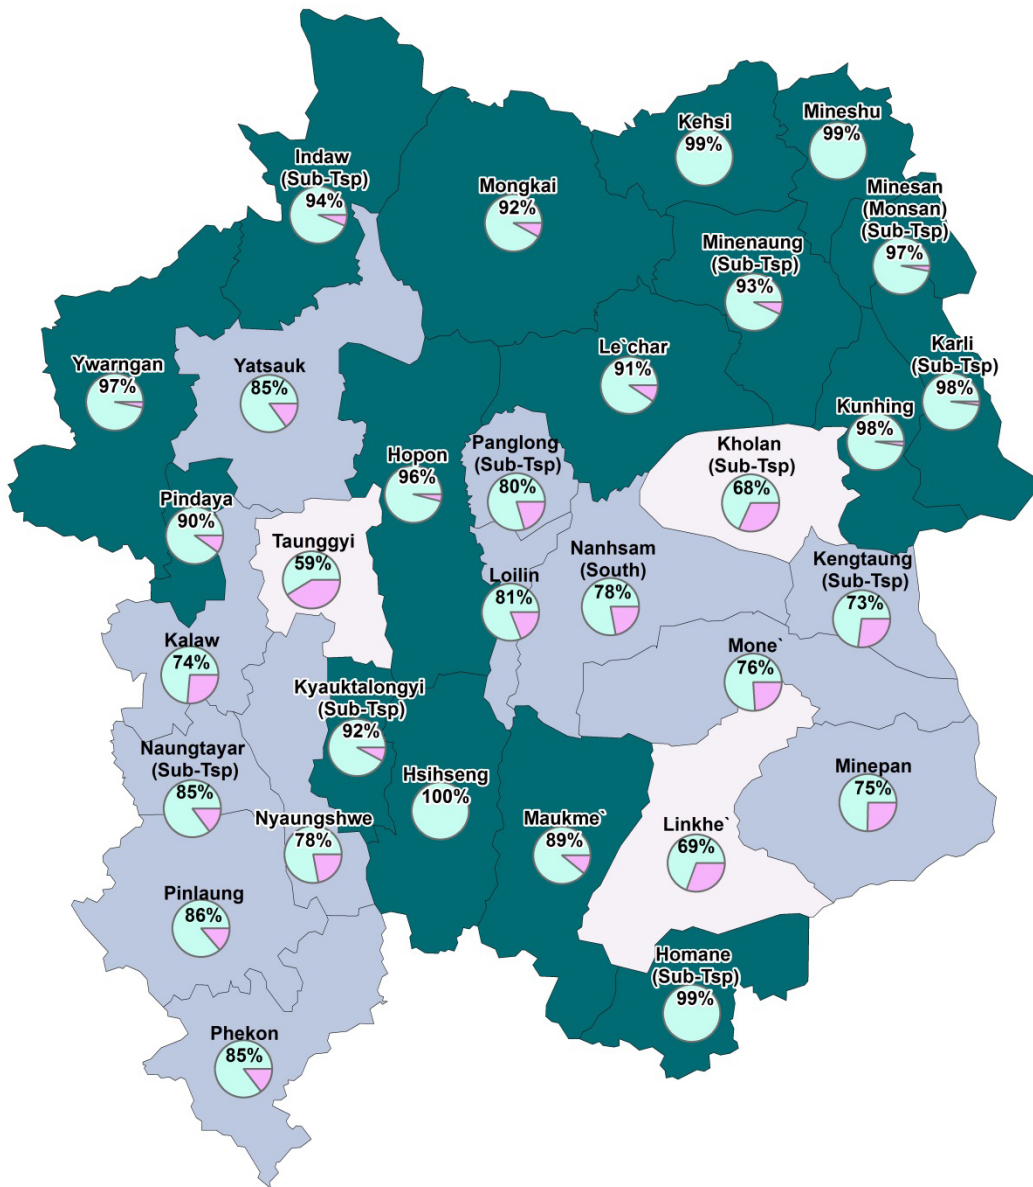 Kehsi
99%
Mineshu
99%
Indaw
(Sub-Tsp)
94%
Mongkai
92%
Minesan
(Monsan)
(Sub-Tsp)
97%
Minenaung
(Sub-Tsp)
93%
Ywarngan
97%
Yatsauk
85%
Le`char
91%
Karli
(Sub-Tsp)
98%
Kunhing
98%
Hopon
96%
Panglong
(Sub-Tsp)
80%
Kholan
(Sub-Tsp)
68%
Pindaya
90%
Taunggyi
59%
Loilin
81%
Nanhsam
(South)
78%
Kengtaung
(Sub-Tsp)
73%
Kalaw
74%
Mone`
76%
Kyauktalongyi
(Sub-Tsp)
92%
Naungtayar
(Sub-Tsp)
85%
Hsihseng
100%
Minepan
75%
Nyaungshwe
78%
Maukme`
89%
Linkhe`
69%
Pinlaung
86%
Homane
(Sub-Tsp)
99%
Phekon
85%